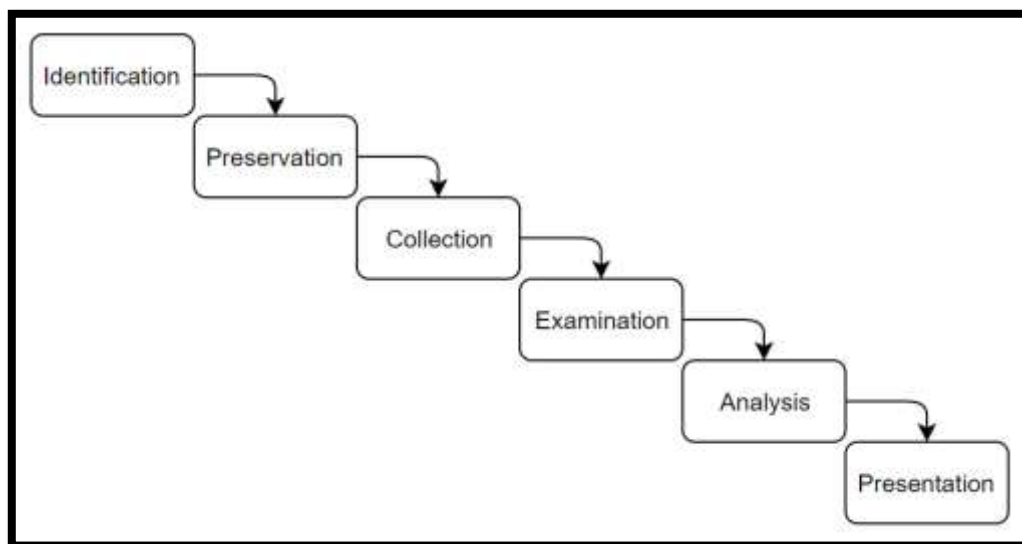 Identification
Preservation
Collection
Examination
Analysis
Presentation